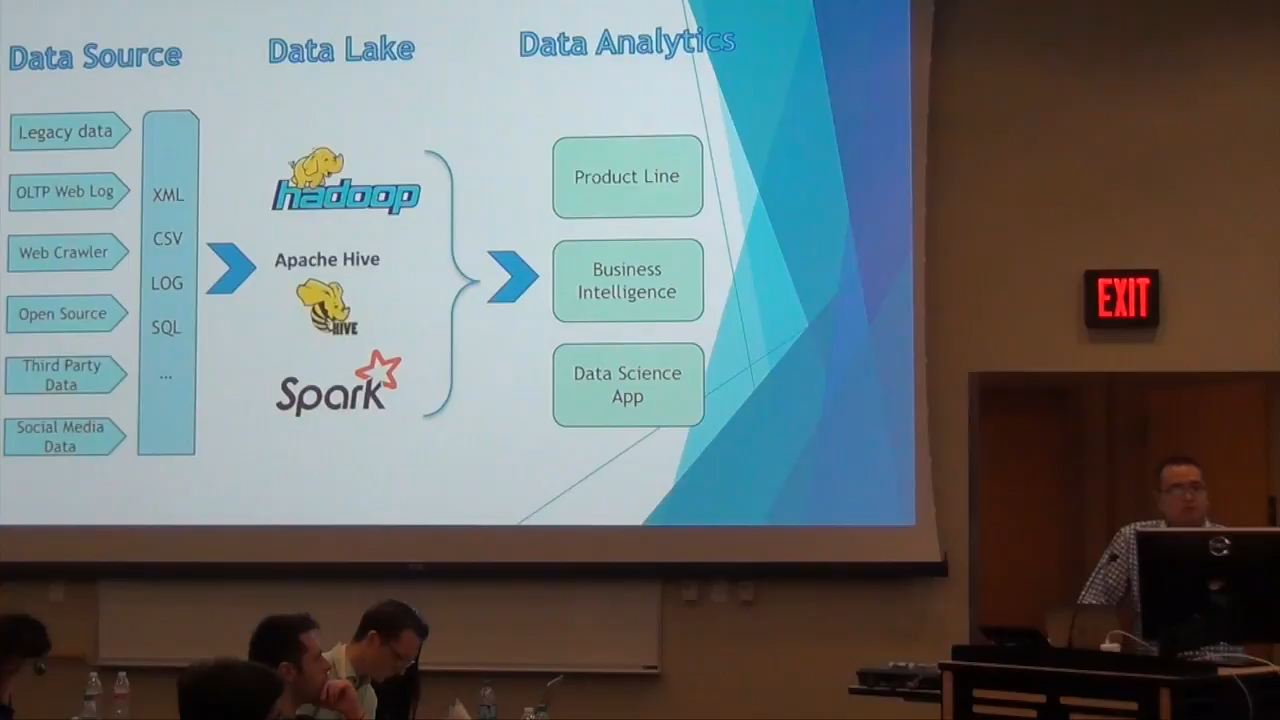 Data Source
Data Lake
Data Analytics
Legacy data
OLTP Web Log
Web Crawler
Open Source
Third Party
Data
Social Media
Data
XML
CSV
LOG
SQL
...
hadoop
Apache Hive
HIVE
Spark
Product Line
Business
Intelligence
Data Science
App
EXIT